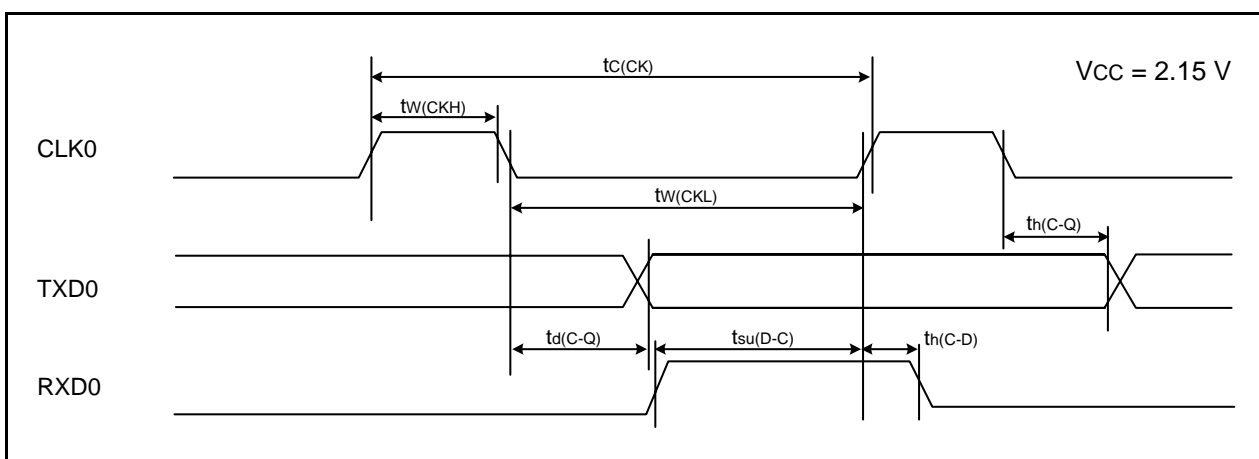 tC(CK)
VCC = 2.15 V
tW(CKH)
CLK0
tW(CKL)
th(C-Q)
TXD0
td(C-Q)
tsu(D-C)
th(C-D)
RXD0